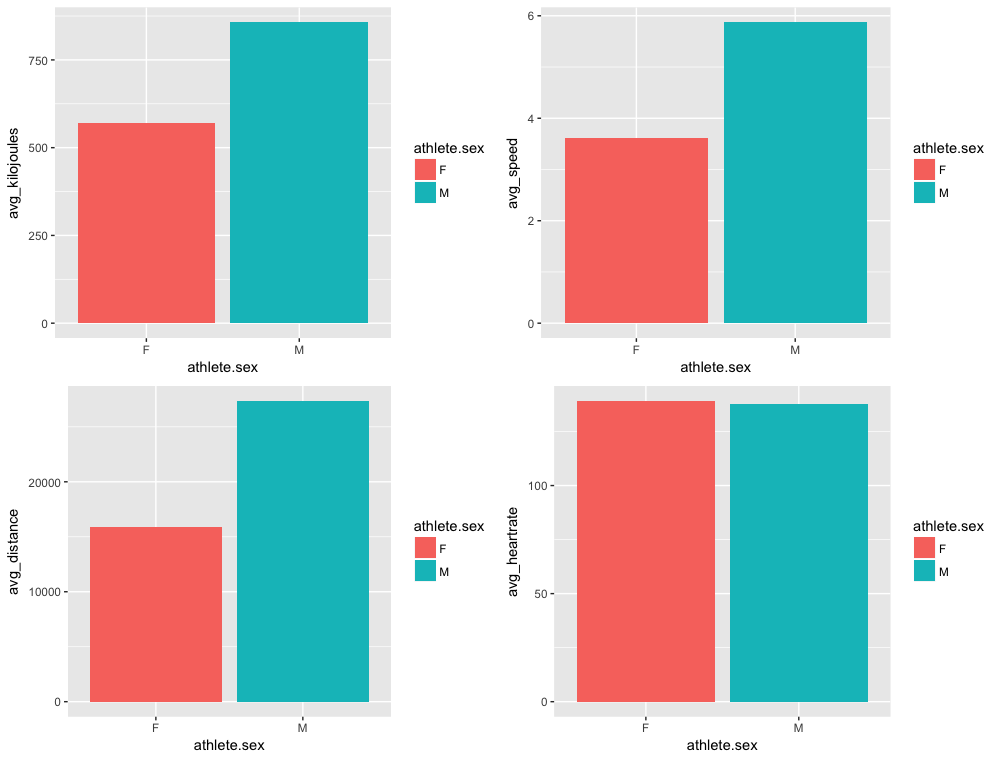 avg_kilojoules
750
500
250
0
F
M
athlete.sex
athlete.sex
F
M
avg_speed
6
4
2
0
F
M
athlete.sex
athlete.sex
F
M
avg_distance
20000
10000
0
F
M
athlete.sex
athlete.sex
F
M
avg_heartrate
100
50
0
F
M
athlete.sex
athlete.sex
F
M